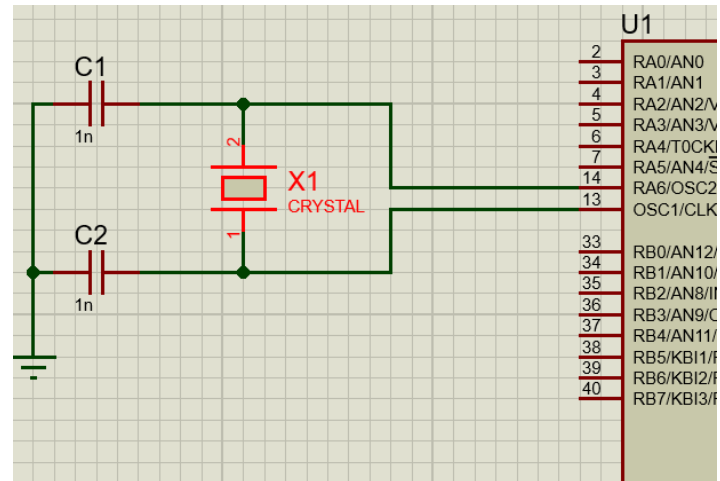 U1
C1
1n
2
X1
CRYSTAL
1
C2
1n
2 RA0/AN0
3 RA1/AN1
4 RA2/AN2/V
5 RA3/AN3/V
6 RA4/T0CKI
7 RA5/AN4/S
14 RA6/OSC2
13 OSC1/CLK
33 RB0/AN12/
34 RB1/AN10/
35 RB2/AN8/I
36 RB3/AN9/C
37 RB4/AN11/
38 RB5/KBI1/P
39 RB6/KBI2/P
40 RB7/KBI3/P